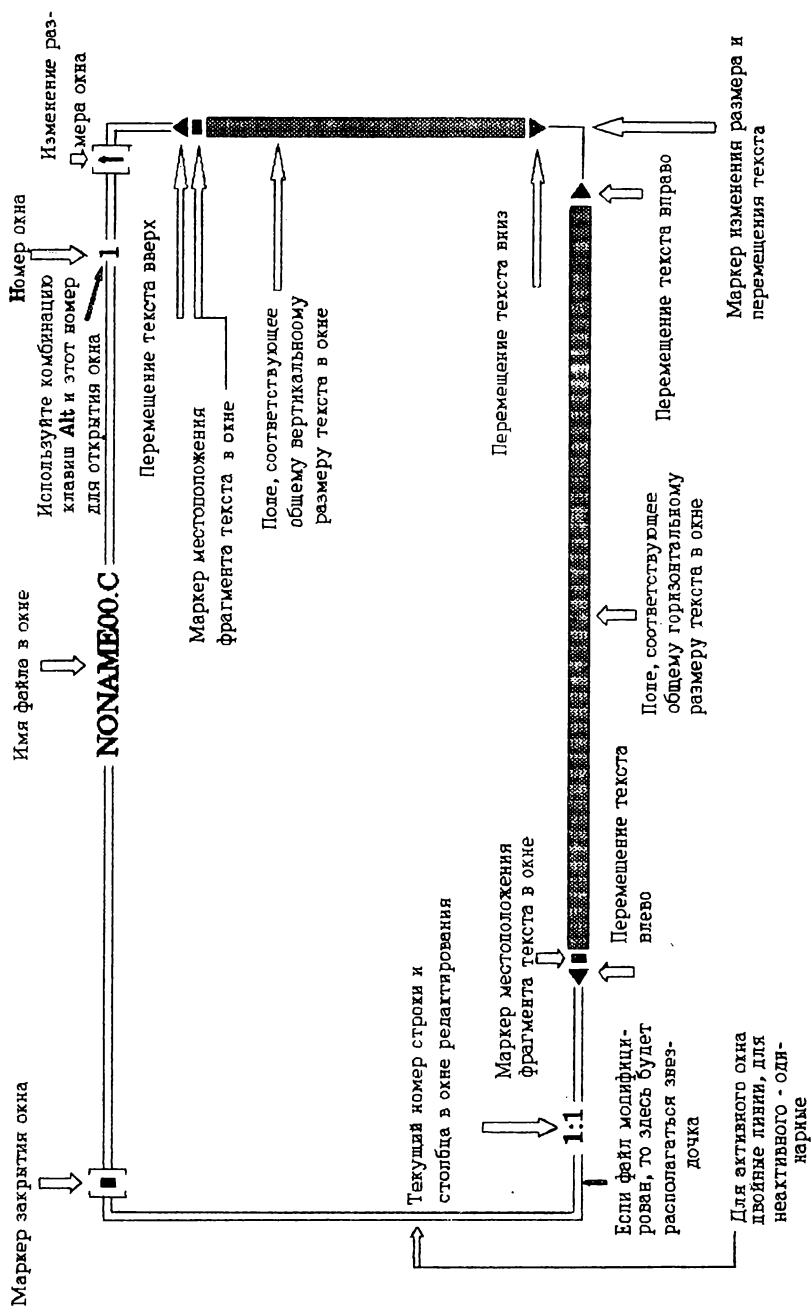 Маркер закрытия окна
Имя файла в окне
Номер окна
Изменение раз-
мера окна
Используйте комбинацию
клавиш Alt и этот номер
для открытия окна
NONAME00.C
1
Перемещение текста вверх
Маркер местоположения
фрагмента текста в окне
Поле, соответствующее
общему вертикальноому
размеру текста в окне
Перемещение текста вниз
Текущий номер строки и
столбца в окне редактирования
Маркер местоположения
фрагмента текста в окне
1:1
Если файл модифици-
рован, то здесь будет
располагаться звез-
дочка
Перемещение текста
влево
Поле, соответствующее
общему горизонтальному
размеру текста в окне
Перемещение текста вправо
Маркер изменения размера и
перемещения текста
Для активного окна
двойные линии, для
неактивного - оди-
нарные